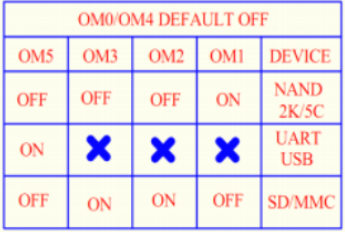 OM0/OM4 DEFAULT OFF
OM5 OM3 OM2 OM1 DEVICE
OFF OFF OFF ON NAND 2K/5C
ON X X X UART USB
OFF ON ON OFF SD/MMC